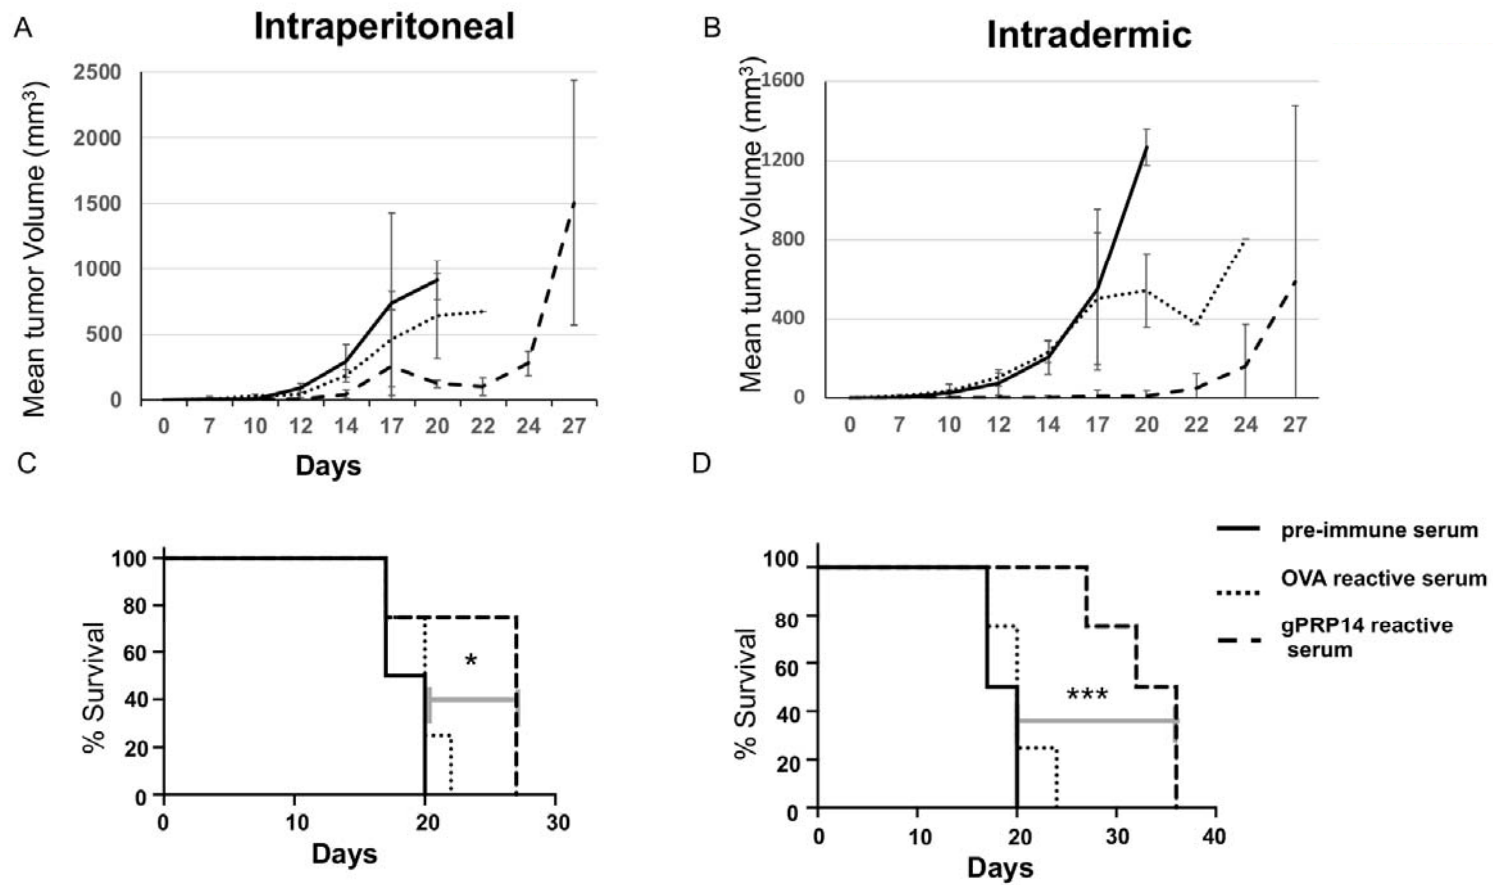 A
Intraperitoneal
Mean tumor Volume (mm³)
2500
2000
1500
1000
500
0
0 7 10 12 14 17 20 22 24 27
Days
B
Intradermic
Mean tumor Volume (mm³)
1600
1200
800
400
0
0 7 10 12 14 17 20 22 24 27
C
% Survival
100
80
60
40
20
0
*
0 10 20 30
Days
D
% Survival
100
80
60
40
20
0
***
0 10 20 30 40
Days
pre-immune serum
OVA reactive serum
gPRP14 reactive
serum